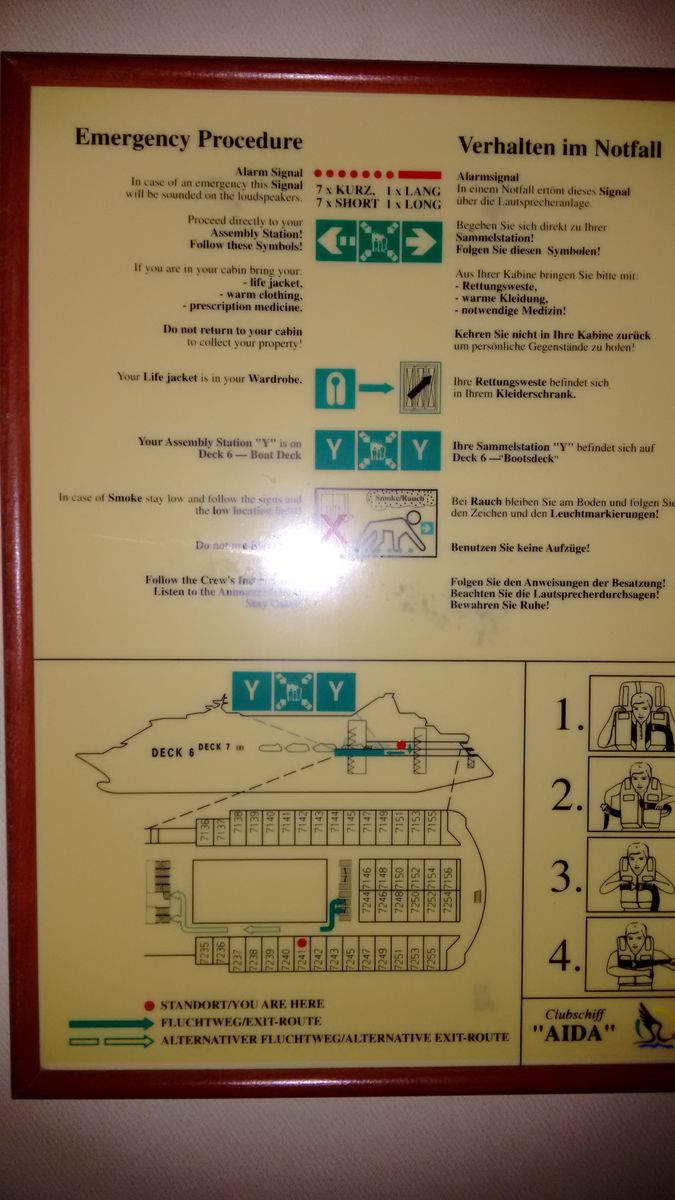 Emergency Procedure
Alarm Signal
In case of an emergency this Signal
will be sounded on the loudspeakers.
Proceed directly to your
Assembly Station!
Follow these Symbols!
If you are in your cabin bring your:
- life jacket,
- warm clothing,
- prescription medicine.
Do not return to your cabin
to collect your property!
Your Life jacket is in your Wardrobe.
Your Assembly Station "Y" is on
Deck 6 — Boat Deck
In case of Smoke stay low and follow the signs and
the low location
Do not use
Follow the Crew's
Listen to the
Stay
7 x KURZ, 1 x LANG
7 x SHORT 1 x LONG
Y Y
Smoke/Rauch
Verhalten im Notfall
Alarmsignal
In einem Notfall ertönt dieses Signal
über die Lautsprecheranlage.
Begeben Sie sich direkt zu Ihrer
Sammelstation!
Folgen Sie diesen Symbolen!
Aus Ihrer Kabine bringen Sie bitte mit:
- Rettungsweste,
- warme Kleidung,
- notwendige Medizin!
Kehren Sie nicht in Ihre Kabine zurück
um persönliche Gegenstände zu holen!
Ihre Rettungsweste befindet sich
in Ihrem Kleiderschrank.
Ihre Sammelstation "Y" befindet sich auf
Deck 6 —"Bootsdeck"
Bei Rauch bleiben Sie am Boden und folgen Sie
den Zeichen und den Leuchtmarkierungen!
Benutzen Sie keine Aufzüge!
Folgen Sie den Anweisungen der Besatzung!
Beachten Sie die Lautsprecherdurchsagen!
Bewahren Sie Ruhe!
Y Y
DECK 6 DECK 7
7136 7137 7138 7139 7140 7141 7142 7143 7144 7145 7147 7149 7151 7153 7155
7146 7148 7150 7152 7154 7156
7244 7246 7248 7250 7252 7254
7235 7236 7237 7238 7239 7240 7241 7242 7243 7245 7247 7249 7251 7253 7255
STANDORT/YOU ARE HERE
FLUCHTWEG/EXIT-ROUTE
ALTERNATIVER FLUCHTWEG/ALTERNATIVE EXIT-ROUTE
1.
2.
3.
4.
Clubschiff
"AIDA"